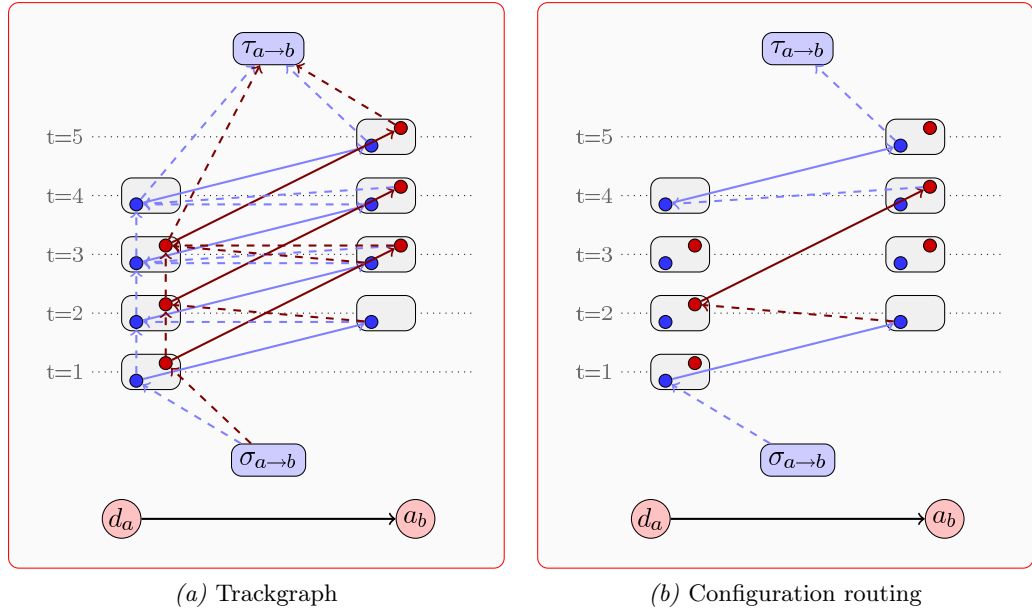 τa→b
t=5
t=4
t=3
t=2
t=1
σa→b
da
ab
(a) Trackgraph
τa→b
t=5
t=4
t=3
t=2
t=1
σa→b
da
ab
(b) Configuration routing